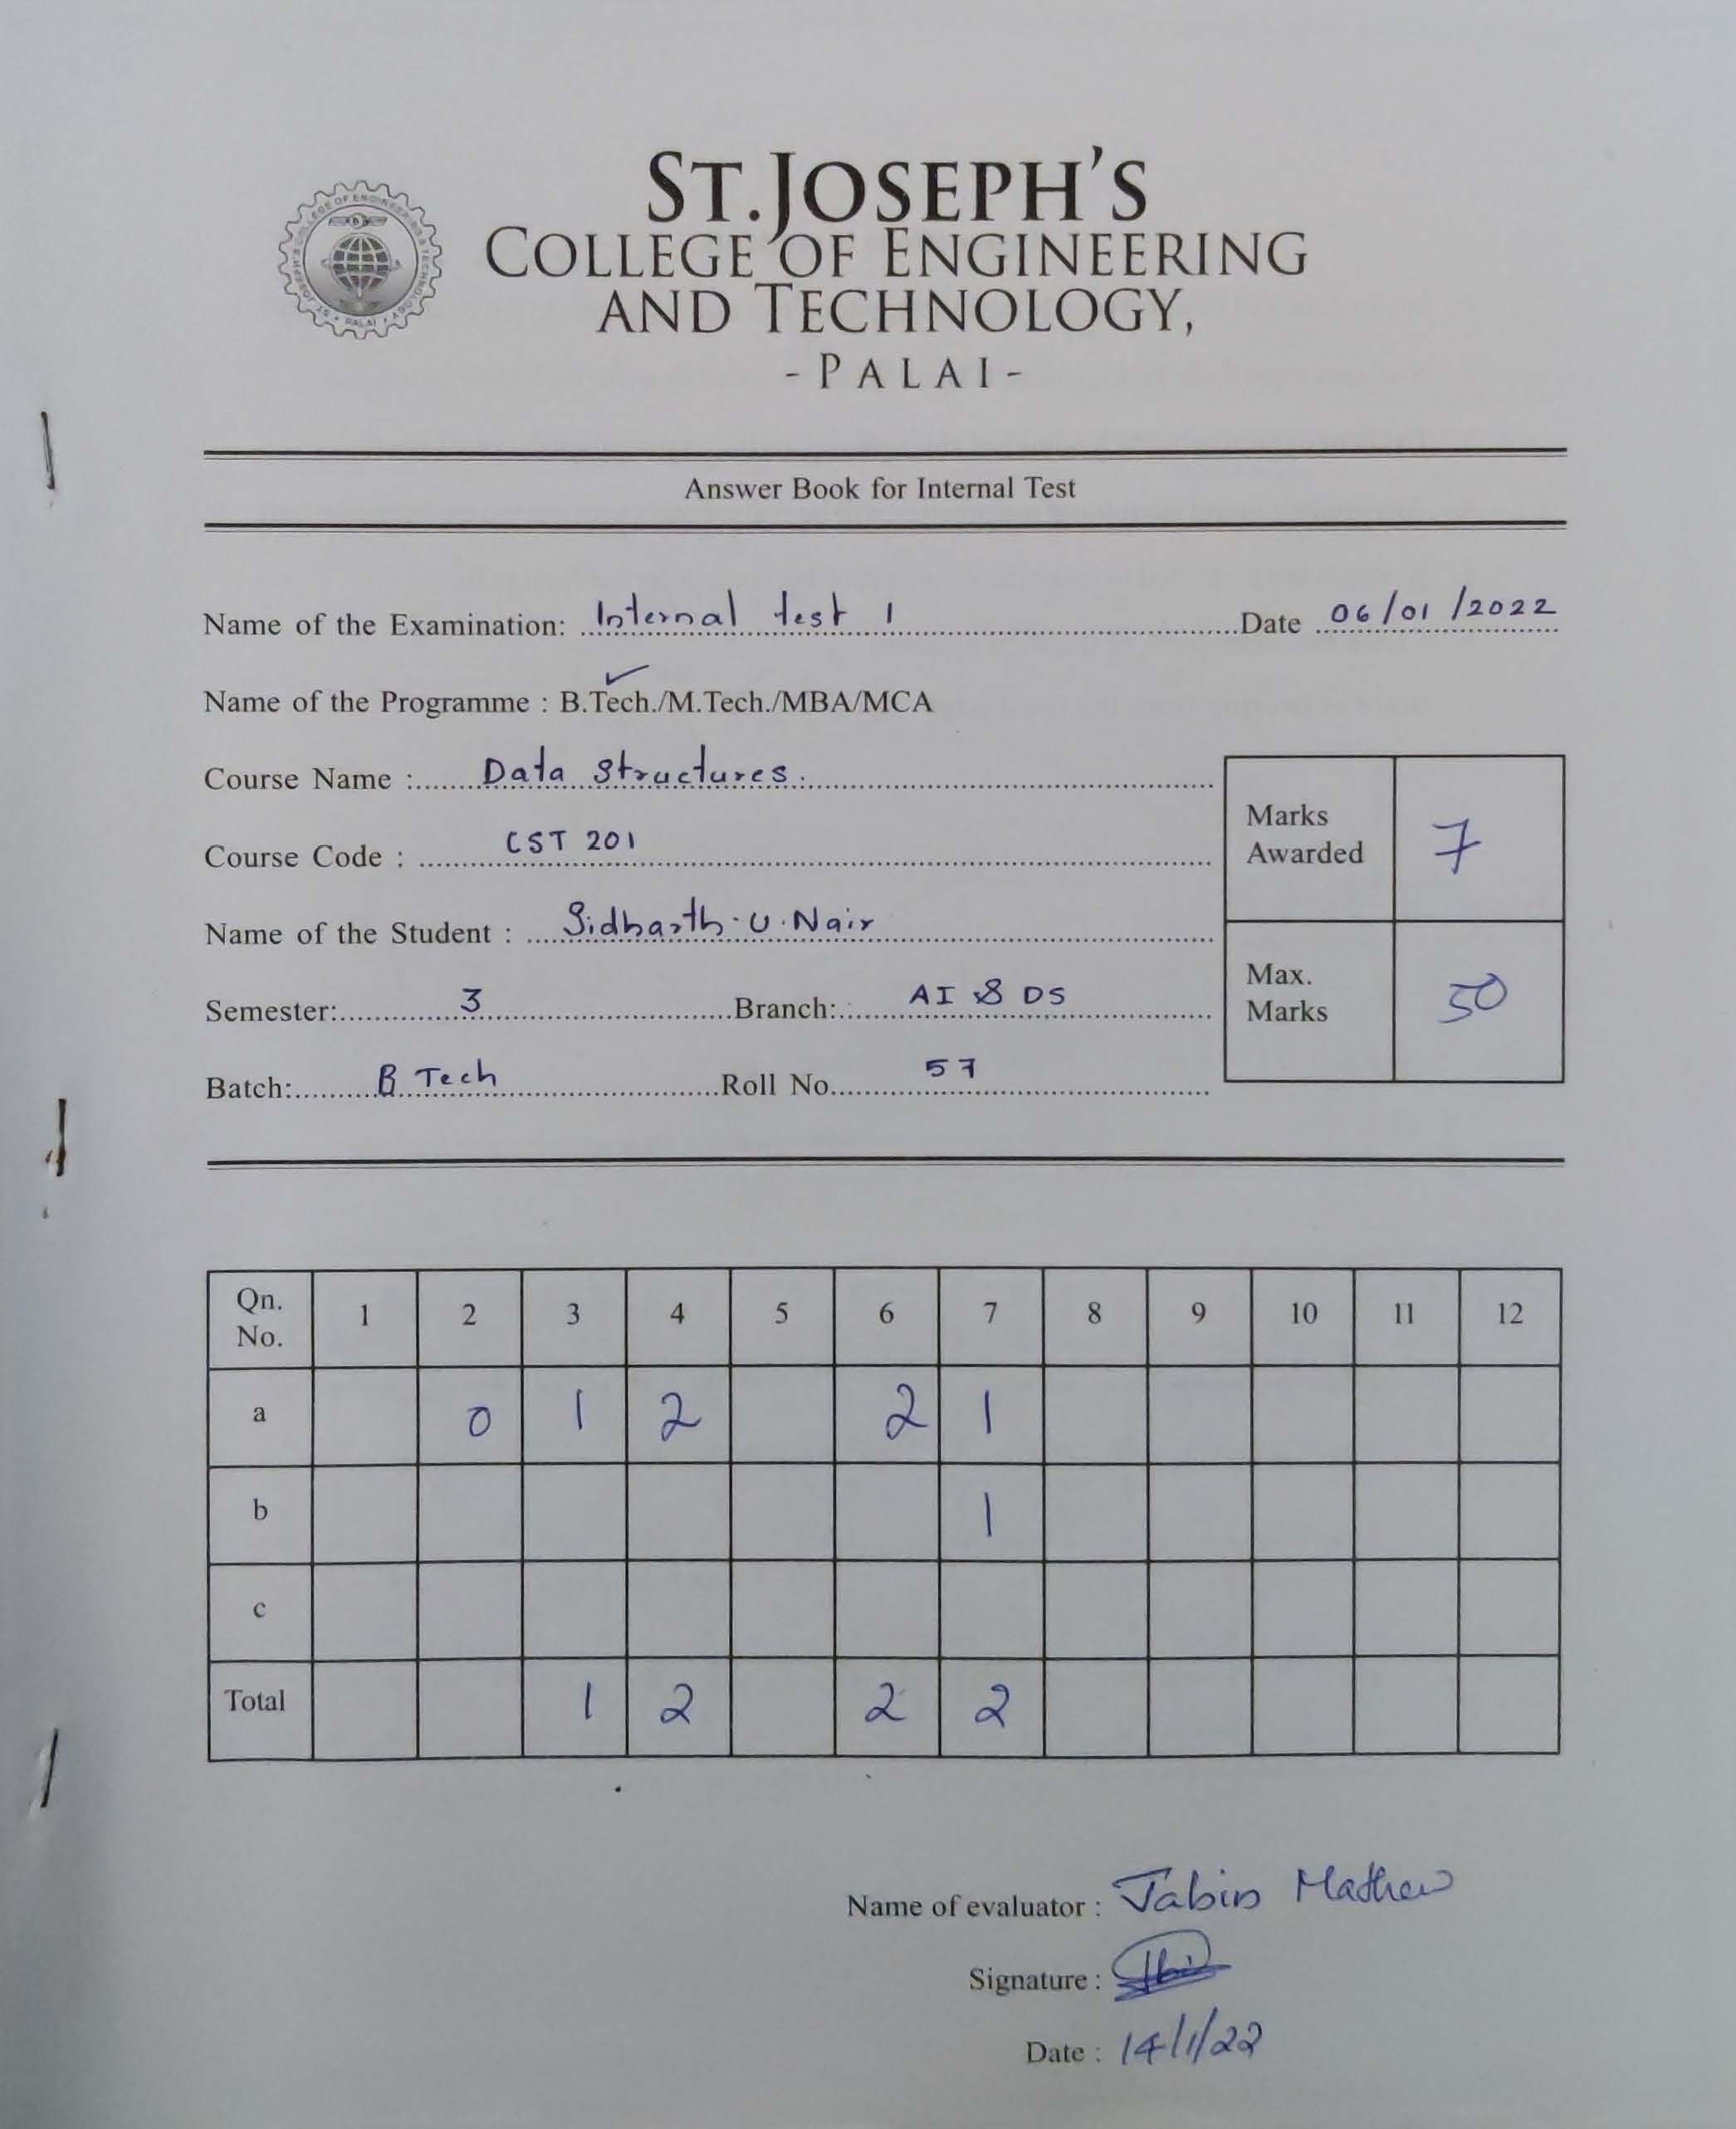 ST.JOSEPH'S
COLLEGE OF ENGINEERING
AND TECHNOLOGY,
- PALAI -
Answer Book for Internal Test
Name of the Examination: Internal test 1 Date 06/01/2022
Name of the Programme : B.Tech./M.Tech./MBA/MCA
Course Name : Data Structures.
Course Code : CST 201
Name of the Student : Sidharth.U.Nair
Semester: 3 Branch: AI & DS
Batch: B Tech Roll No. 57
Marks Awarded 7
Max. Marks 50
Qn. No. 1 2 3 4 5 6 7 8 9 10 11 12
a 0 1 2 2 1
b 1
c
Total 1 2 2 2
Name of evaluator : Jabin Mathew
Signature :
Date : 14/1/22